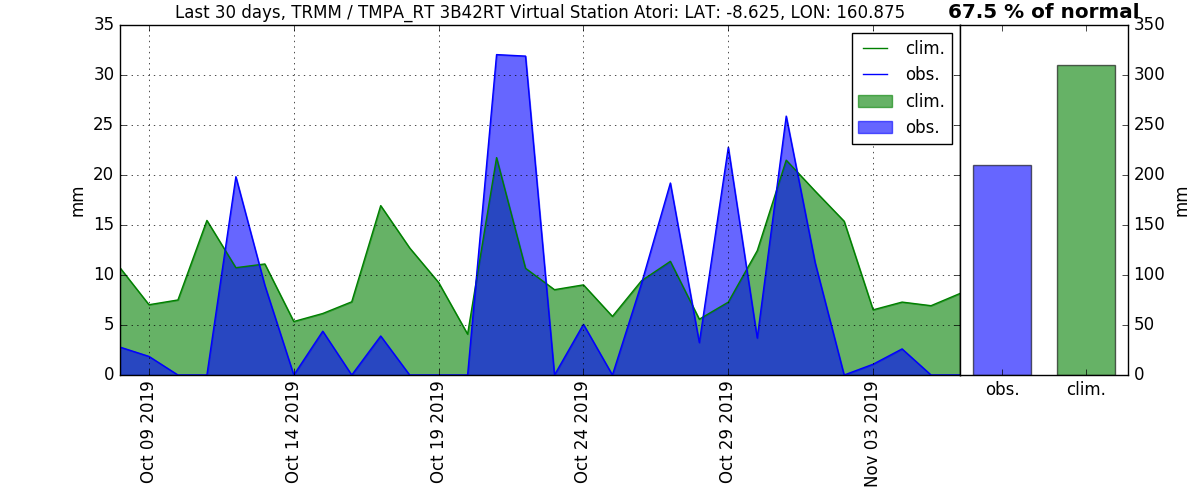 Last 30 days, TRMM / TMPA_RT 3B42RT Virtual Station Atori: LAT: -8.625, LON: 160.875
67.5 % of normal
35
30
25
20
15
10
5
0
mm
clim.
obs.
clim.
obs.
350
300
250
200
150
100
50
0
mm
obs.
clim.
Oct 09 2019
Oct 14 2019
Oct 19 2019
Oct 24 2019
Oct 29 2019
Nov 03 2019